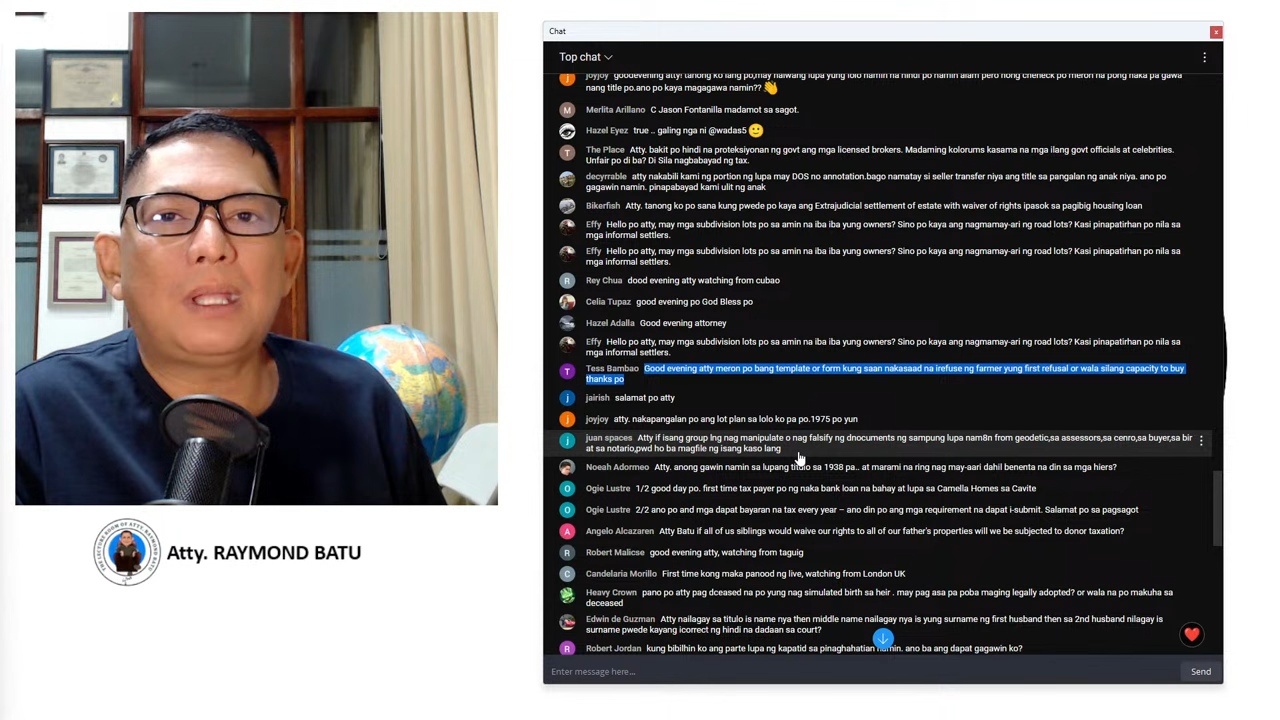 Chat
x
Top chat
joyjoy goodevening atty! tanong ko lang po,may naiwang lupa yung lolo namin na hindi po namin alam pero nong cheneck po meron na pong naka pa gawa
nang title po.ano po kaya magagawa namin??
M Merlita Arillano C Jason Fontanilla madamot sa sagot.
Hazel Eyez true .. galing nga ni @wadas5
T The Place Atty. bakit po hindi na proteksiyonan ng govt ang mga licensed brokers. Madaming kolorums kasama na mga ilang govt officials at celebrities.
Unfair po di ba? Di Sila nagbabayad ng tax.
decyrrable atty nakabili kami ng portion ng lupa may DOS no annotation.bago namatay si seller transfer niya ang title sa pangalan ng anak niya. ano po
gagawin namin. pinapabayad kami ulit ng anak
Bikerfish Atty. tanong ko po sana kung pwede po kaya ang Extrajudicial settlement of estate with waiver of rights ipasok sa pagibig housing loan
Effy Hello po atty, may mga subdivision lots po sa amin na iba iba yung owners? Sino po kaya ang nagmamay-ari ng road lots? Kasi pinapatirhan po nila sa
mga informal settlers.
Effy Hello po atty, may mga subdivision lots po sa amin na iba iba yung owners? Sino po kaya ang nagmamay-ari ng road lots? Kasi pinapatirhan po nila sa
mga informal settlers.
R Rey Chua dood evening atty watching from cubao
Celia Tupaz good evening po God Bless po
Hazel Adalla Good evening attorney
Effy Hello po atty, may mga subdivision lots po sa amin na iba iba yung owners? Sino po kaya ang nagmamay-ari ng road lots? Kasi pinapatirhan po nila sa
mga informal settlers.
T Tess Bambao Good evening atty meron po bang template or form kung saan nakasaad na irefuse ng farmer yung first refusal or wala silang capacity to buy
thanks po
j jairish salamat po atty
j joyjoy atty. nakapangalan po ang lot plan sa lolo ko pa po.1975 po yun
j juan spaces Atty if isang group lng nag manipulate o nag falsify ng dnocuments ng sampung lupa nam8n from geodetic,sa assessors,sa cenro,sa buyer,sa bir
at sa notario,pwd ho ba magfile ng isang kaso lang
Noeah Adormeo Atty. anong gawin namin sa lupang titulo sa 1938 pa.. at marami na ring nag may-aari dahil benenta na din sa mga hiers?
O Ogie Lustre 1/2 good day po. first time tax payer po ng naka bank loan na bahay at lupa sa Camella Homes sa Cavite
O Ogie Lustre 2/2 ano po and mga dapat bayaran na tax every year – ano din po ang mga requirement na dapat i-submit. Salamat po sa pagsagot
A Angelo Alcazaren Atty Batu if all of us siblings would waive our rights to all of our father's properties will we be subjected to donor taxation?
Robert Malicse good evening atty, watching from taguig
C Candelaria Morillo First time kong maka panood ng live, watching from London UK
Heavy Crown pano po atty pag dceased na po yung nag simulated birth sa heir . may pag asa pa poba maging legally adopted? or wala na po makuha sa
deceased
Edwin de Guzman Atty nailagay sa titulo is name nya then middle name nailagay nya is yung surname ng first husband then sa 2nd husband nilagay is
surname pwede kayang icorrect ng hindi na dadaan sa court?
R Robert Jordan kung bibilhin ko ang parte lupa ng kapatid sa pinaghahatian namin. ano ba ang dapat gagawin ko?
Enter message here...
Send
THE LECTURE ROOM OF ATTY. RAYMOND BATU
Atty. RAYMOND BATU